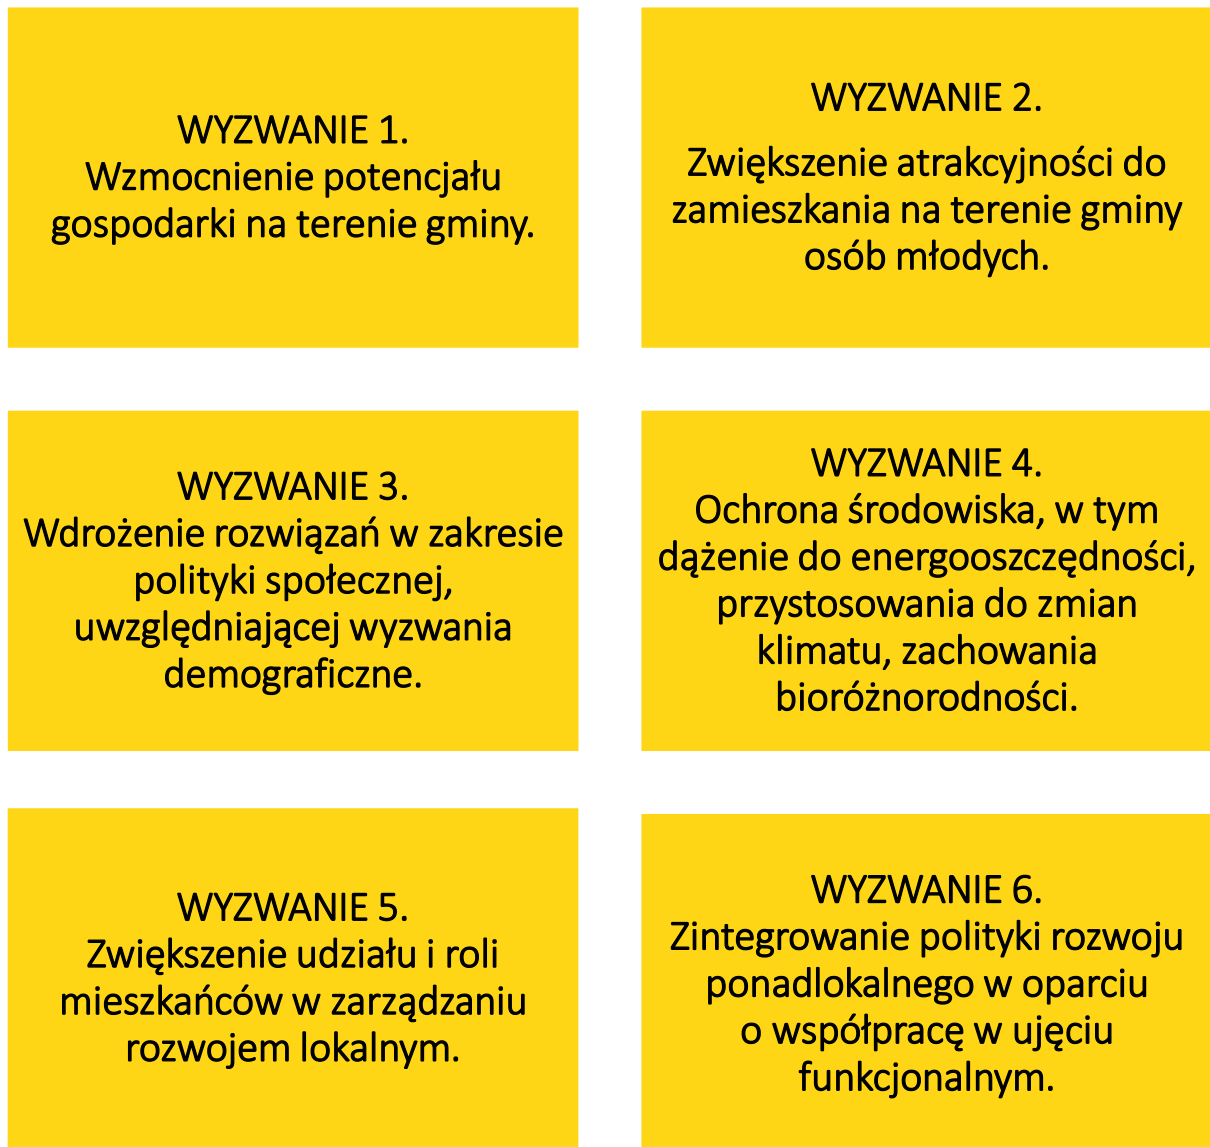 WYZWANIE 1.
Wzmocnienie potencjału
gospodarki na terenie gminy.
WYZWANIE 2.
Zwiększenie atrakcyjności do
zamieszkania na terenie gminy
osób młodych.
WYZWANIE 3.
Wdrożenie rozwiązań w zakresie
polityki społecznej,
uwzględniającej wyzwania
demograficzne.
WYZWANIE 4.
Ochrona środowiska, w tym
dążenie do energooszczędności,
przystosowania do zmian
klimatu, zachowania
bioróżnorodności.
WYZWANIE 5.
Zwiększenie udziału i roli
mieszkańców w zarządzaniu
rozwojem lokalnym.
WYZWANIE 6.
Zintegrowanie polityki rozwoju
ponadlokalnego w oparciu
o współpracę w ujęciu
funkcjonalnym.